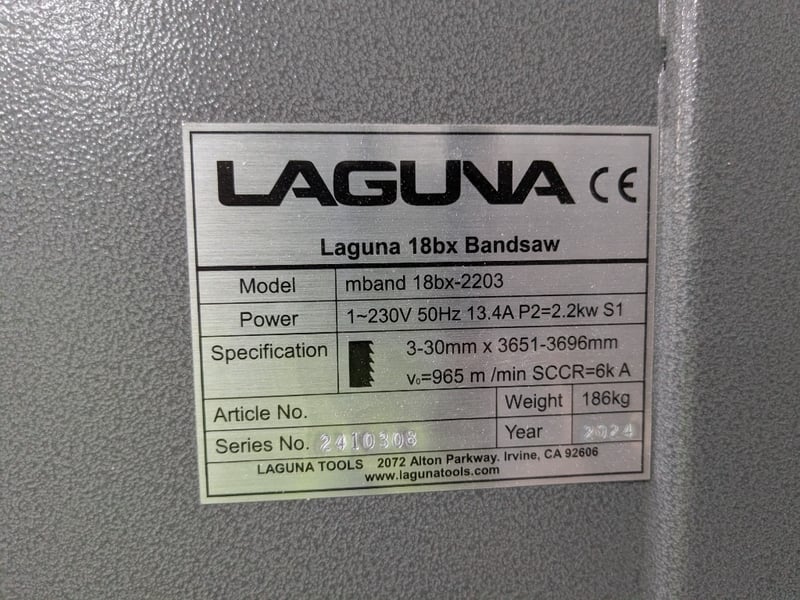 LAGUNA CE
Laguna 18bx Bandsaw
Model mband 18bx-2203
Power 1~230V 50Hz 13.4A P2=2.2kw S1
Specification 3-30mm x 3651-3696mm
v₀=965 m /min SCCR=6k A
Article No. Weight 186kg
Series No. 2410308 Year 2024
LAGUNA TOOLS 2072 Alton Parkway. Irvine, CA 92606
www.lagunatools.com